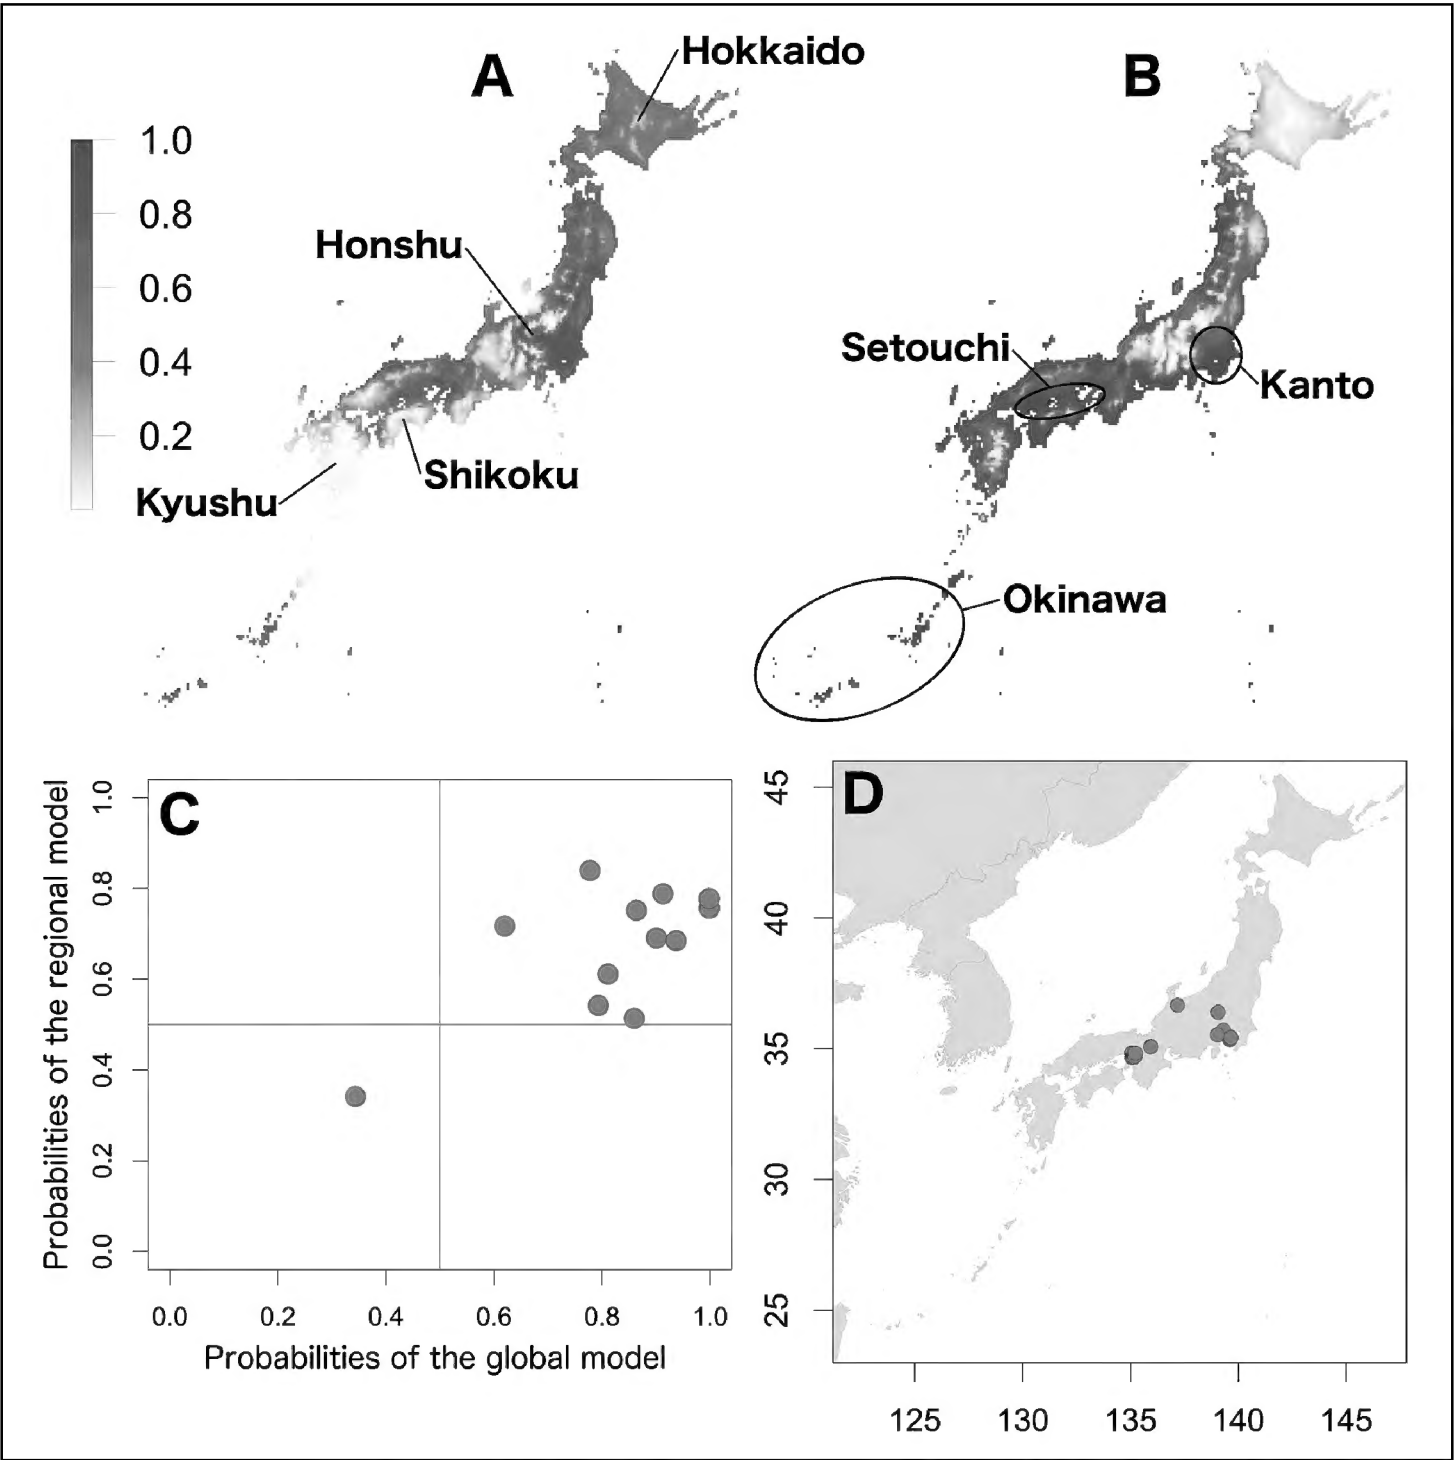 A
Hokkaido
B
1.0
0.8
0.6
0.4
0.2
Honshu
Kyushu
Shikoku
Setouchi
Kanto
Okinawa
C
Probabilities of the regional model
1.0
0.8
0.6
0.4
0.2
0.0
0.0 0.2 0.4 0.6 0.8 1.0
Probabilities of the global model
D
45
40
35
30
25
125 130 135 140 145